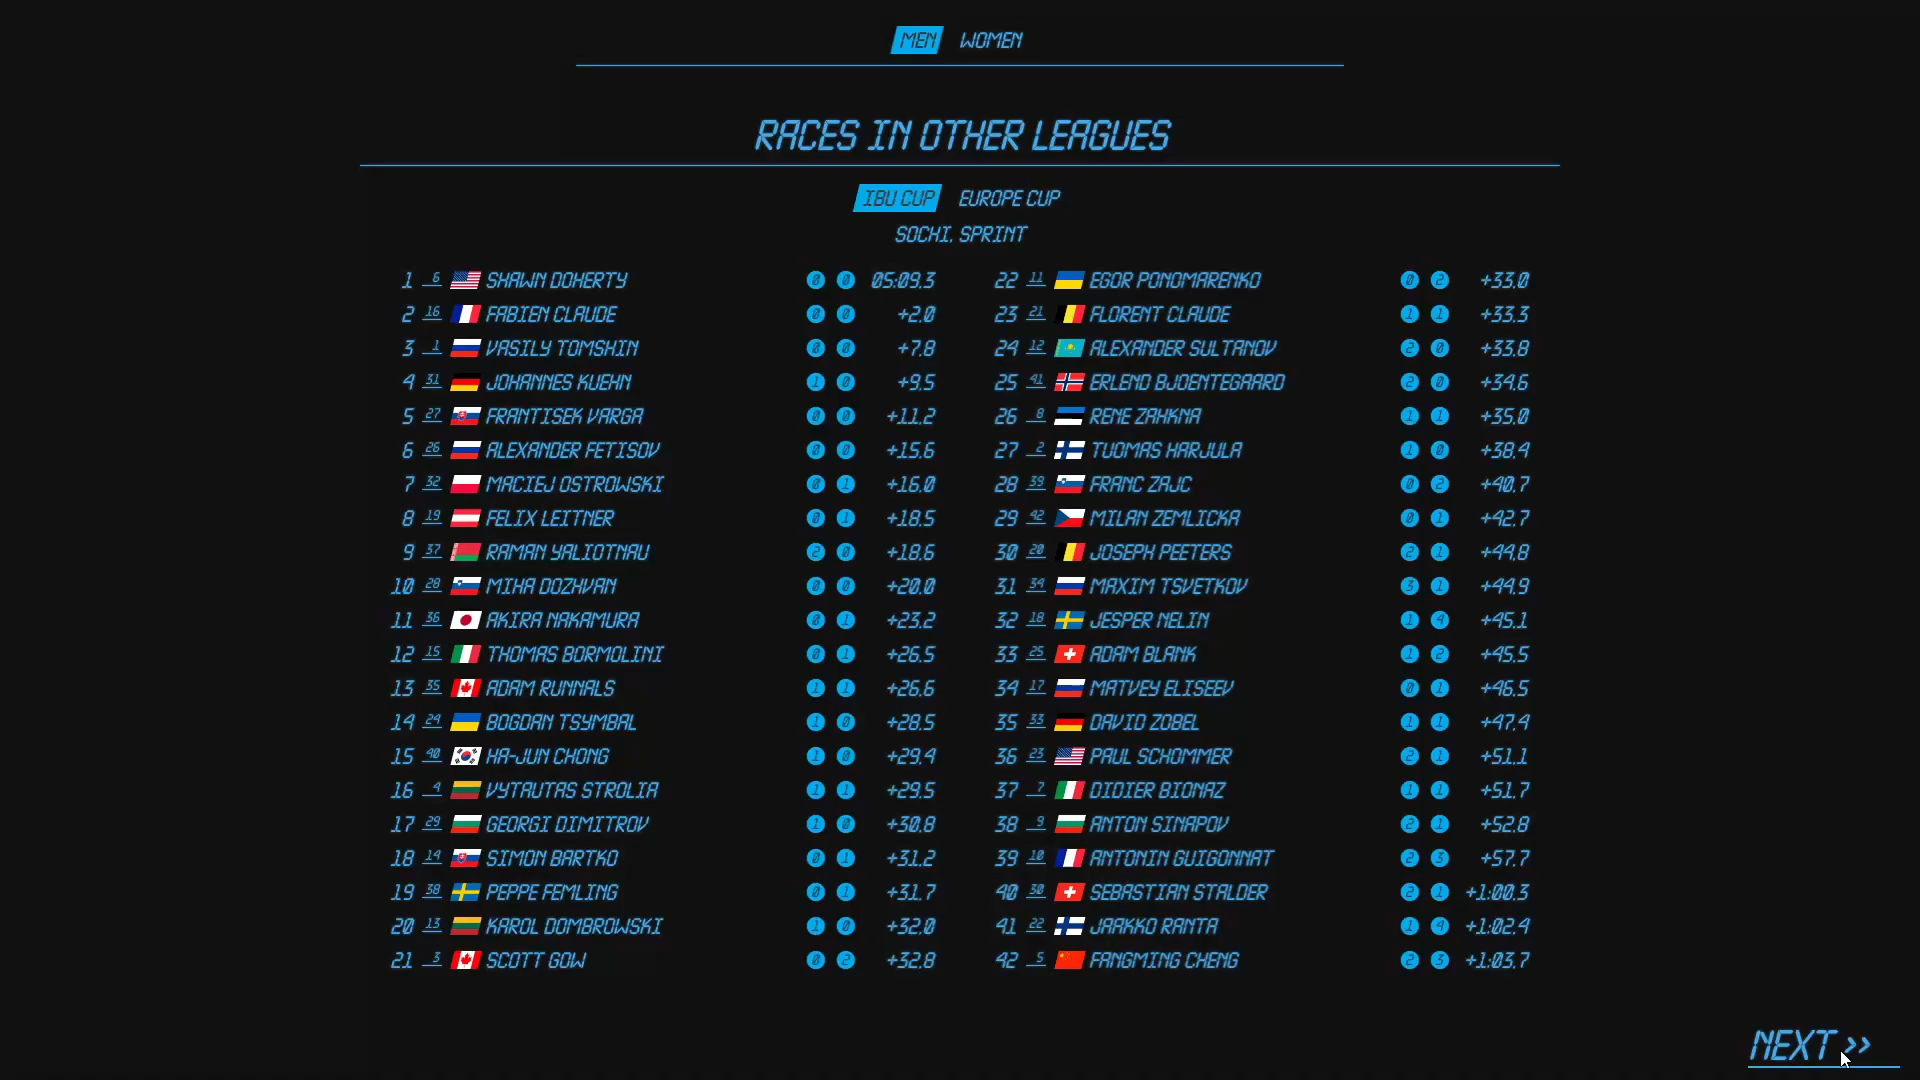 MEN WOMEN
RACES IN OTHER LEAGUES
IBU CUP EUROPE CUP
SOCHI, SPRINT
1 6 SHAWN DOHERTY 0 0 05:09.3
2 16 FABIEN CLAUDE 0 0 +2.0
3 1 VASILY TOMSHIN 0 0 +7.8
4 31 JOHANNES KUEHN 1 0 +9.5
5 27 FRANTISEK VARGA 0 0 +11.2
6 26 ALEXANDER FETISOV 0 0 +15.6
7 32 MACIEJ OSTROWSKI 0 1 +16.0
8 19 FELIX LEITNER 0 1 +18.5
9 37 RAMAN YALIOTNAU 2 0 +18.6
10 28 MIHA DOZHVAN 0 0 +20.0
11 36 AKIRA NAKAMURA 0 1 +23.2
12 15 THOMAS BORMOLINI 0 1 +26.5
13 35 ADAM RUNNALS 1 1 +26.6
14 24 BOGDAN TSYMBAL 1 0 +28.5
15 40 HA-JUN CHONG 1 0 +29.4
16 4 VYTAUTAS STROLIA 1 1 +29.5
17 29 GEORGI DIMITROV 1 0 +30.8
18 14 SIMON BARTKO 0 1 +31.2
19 38 PEPPE FEMLING 0 1 +31.7
20 13 KAROL DOMBROWSKI 1 0 +32.0
21 3 SCOTT GOW 0 2 +32.8
22 11 EGOR PONOMARENKO 0 2 +33.0
23 21 FLORENT CLAUDE 1 1 +33.3
24 12 ALEXANDER SULTANOV 2 0 +33.8
25 41 ERLEND BJOENTEGAARD 2 0 +34.6
26 8 RENE ZAHKNA 1 1 +35.0
27 2 TUOMAS HARJULA 1 0 +38.4
28 39 FRANC ZAJC 0 2 +40.7
29 42 MILAN ZEMLICKA 0 1 +42.7
30 20 JOSEPH PEETERS 2 1 +44.8
31 34 MAXIM TSVETKOV 3 1 +44.9
32 18 JESPER NELIN 1 4 +45.1
33 25 ADAM BLANK 1 2 +45.5
34 17 MATVEY ELISEEV 0 1 +46.5
35 33 DAVID ZOBEL 1 1 +47.4
36 23 PAUL SCHOMMER 2 1 +51.1
37 7 DIDIER BIONAZ 1 1 +51.7
38 9 ANTON SINAPOV 2 1 +52.8
39 10 ANTONIN GUIGONNAT 2 3 +57.7
40 30 SEBASTIAN STALDER 2 1 +1:00.3
41 22 JAAKKO RANTA 1 4 +1:02.4
42 5 FANGMING CHENG 2 3 +1:03.7
NEXT >>